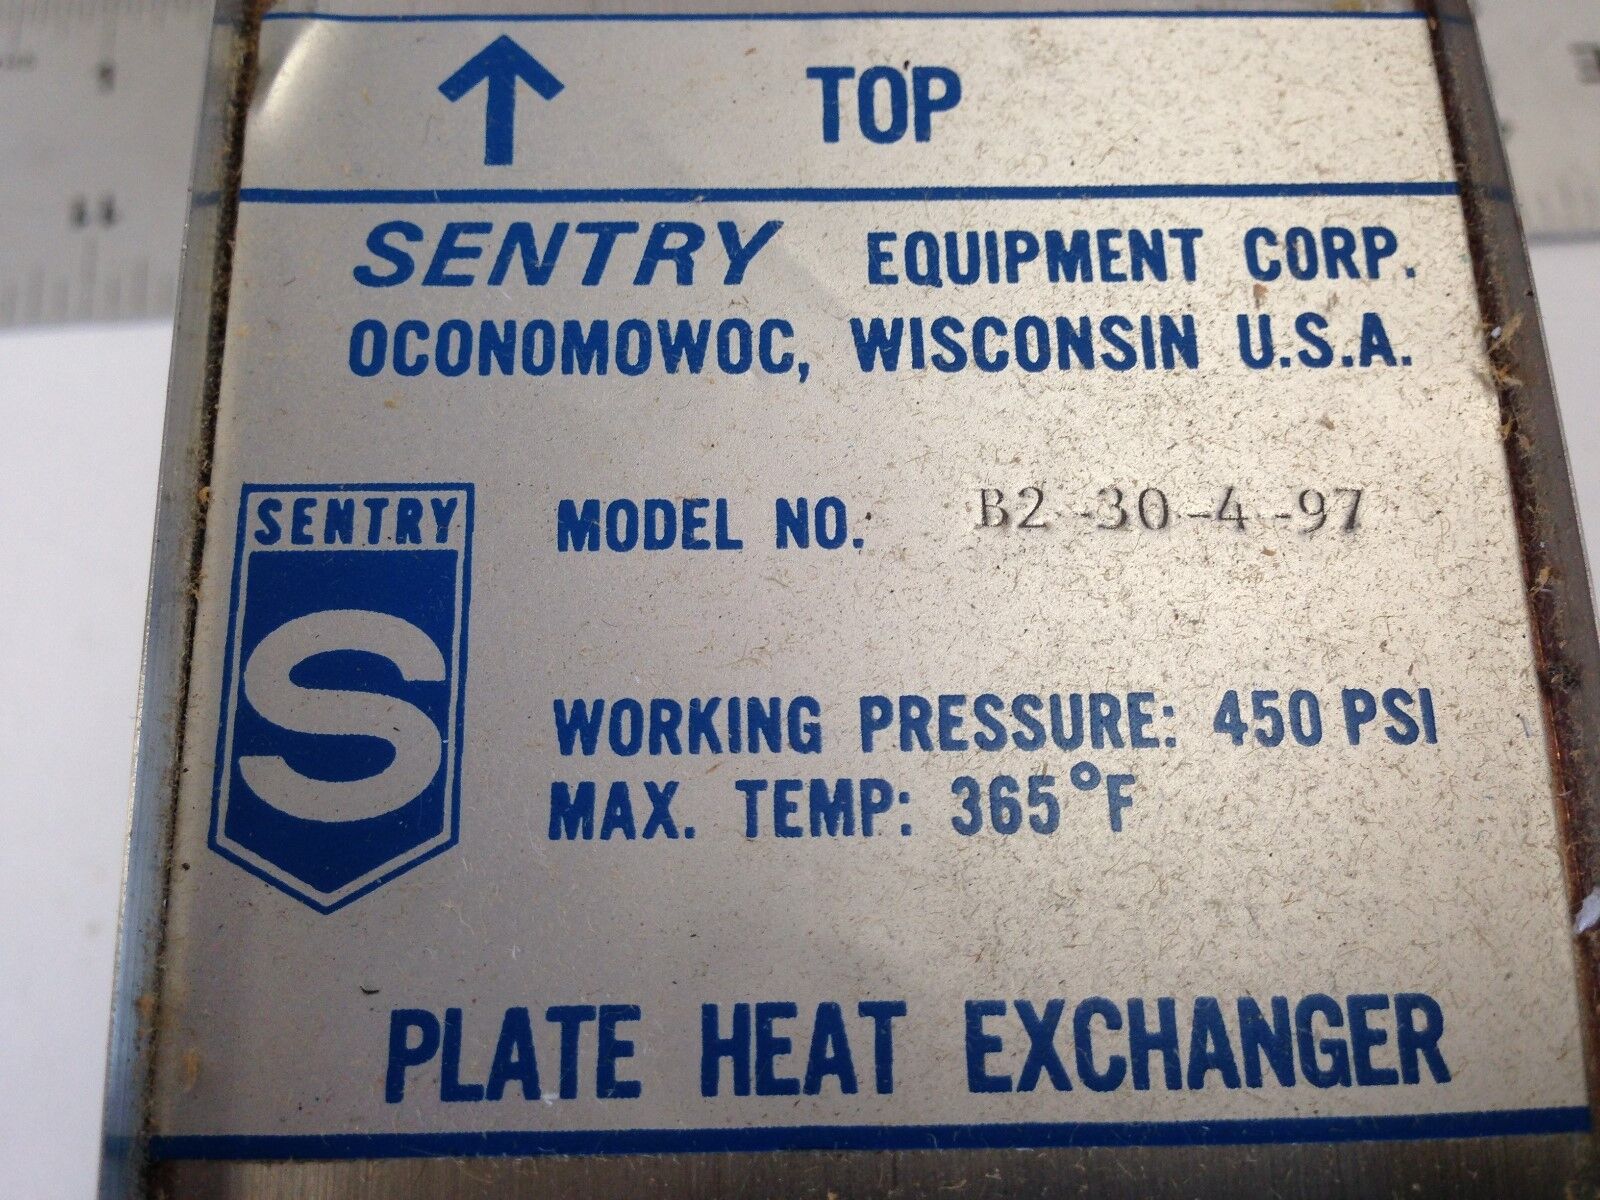 TOP
SENTRY EQUIPMENT CORP.
OCONOMOWOC, WISCONSIN U.S.A.
SENTRY
S
MODEL NO. B2-30-4-97
WORKING PRESSURE: 450 PSI
MAX. TEMP: 365°F
PLATE HEAT EXCHANGER